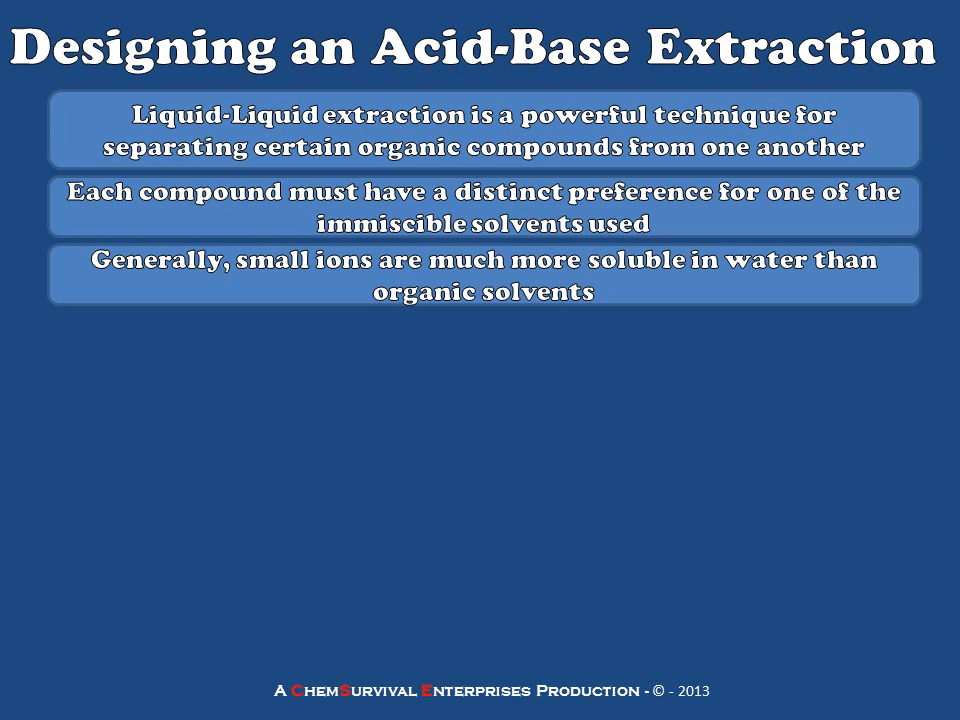 Designing an Acid-Base Extraction
Liquid-Liquid extraction is a powerful technique for
separating certain organic compounds from one another
Each compound must have a distinct preference for one of the
immiscible solvents used
Generally, small ions are much more soluble in water than
organic solvents
A ChemSurvival Enterprises Production - © - 2013